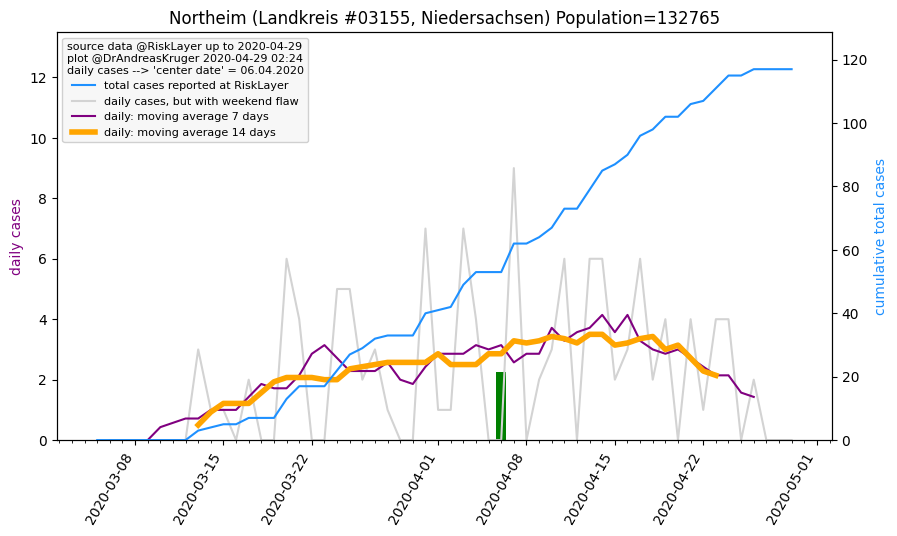 Northeim (Landkreis #03155, Niedersachsen) Population=132765
source data @RiskLayer up to 2020-04-29
plot @DrAndreasKruger 2020-04-29 02:24
daily cases --> 'center date' = 06.04.2020
total cases reported at RiskLayer
daily cases, but with weekend flaw
daily: moving average 7 days
daily: moving average 14 days
daily cases
12
10
8
6
4
2
0
120
100
80
60
40
20
0
cumulative total cases
2020-03-08
2020-03-15
2020-03-22
2020-04-01
2020-04-08
2020-04-15
2020-04-22
2020-05-01